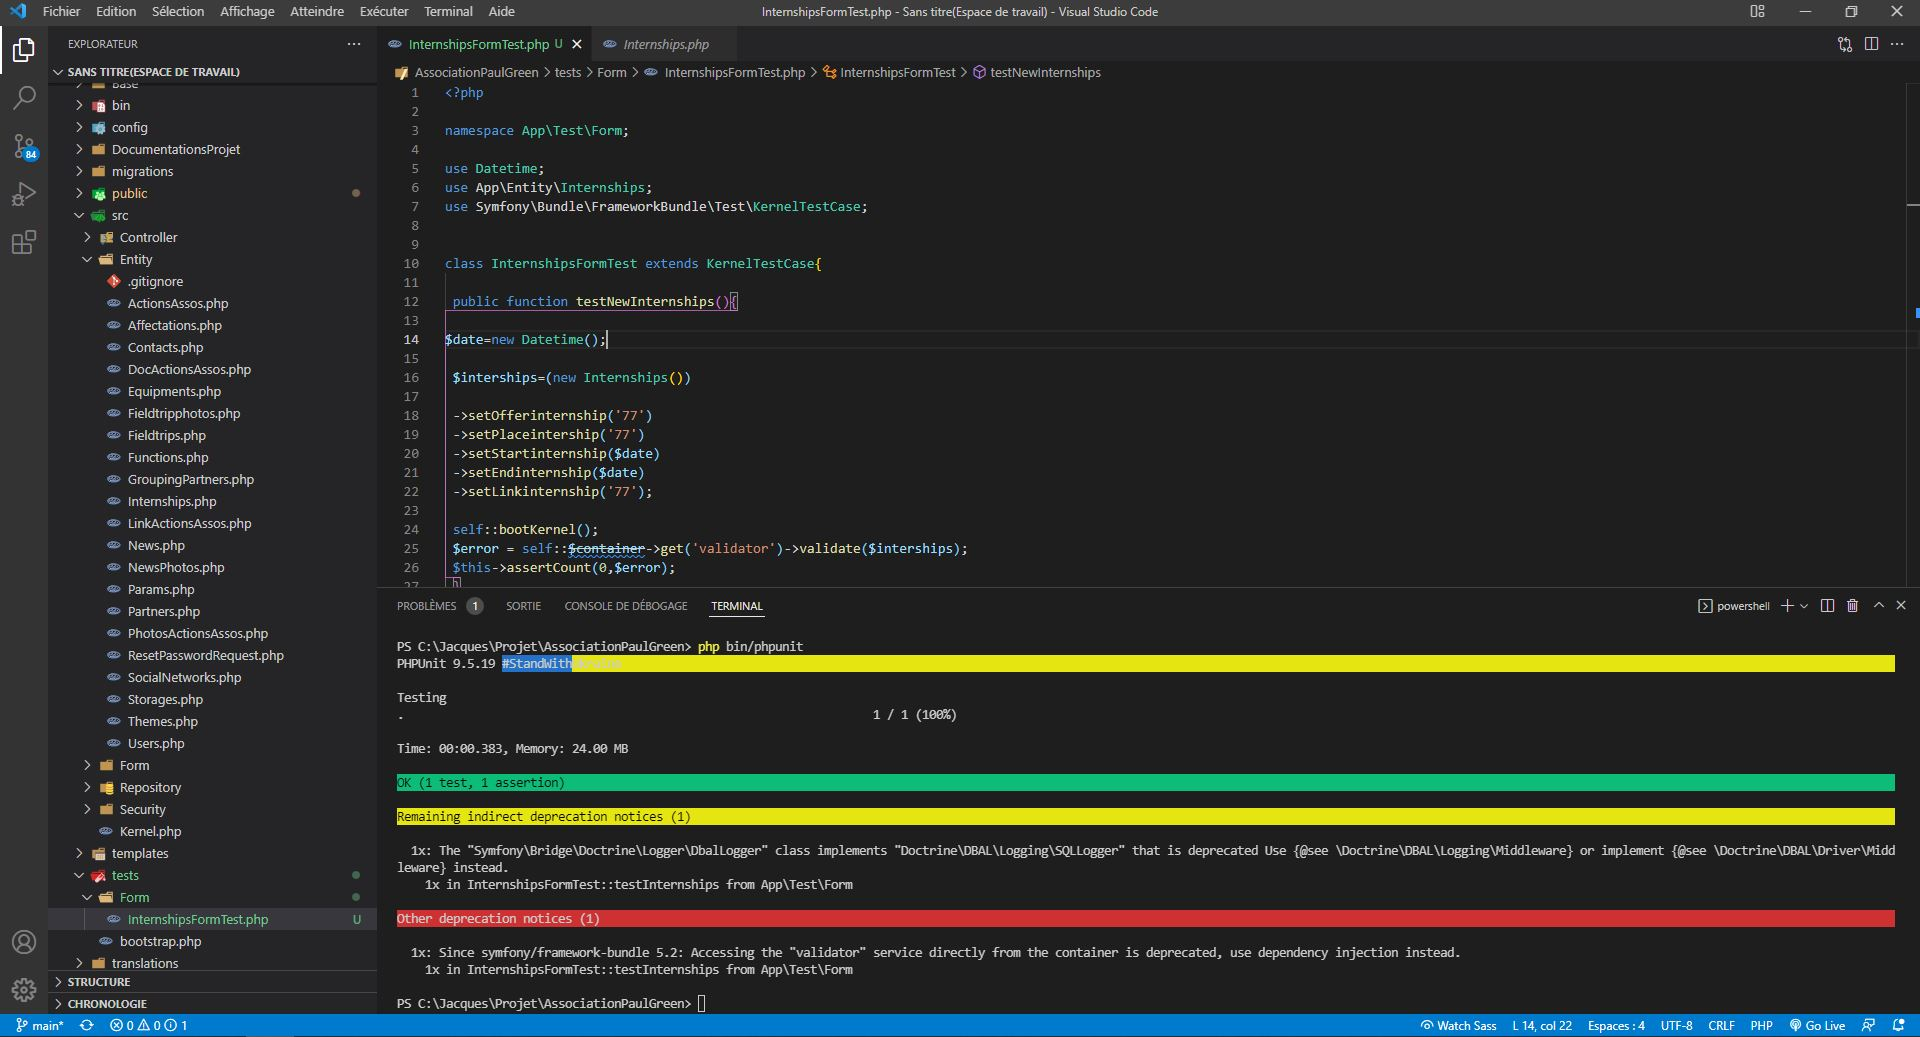 Fichier Edition Sélection Affichage Atteindre Exécuter Terminal Aide
InternshipsFormTest.php - Sans titre(Espace de travail) - Visual Studio Code
EXPLORATEUR
SANS TITRE(ESPACE DE TRAVAIL)
Base
bin
config
DocumentationsProjet
migrations
public
src
Controller
Entity
.gitignore
ActionsAssos.php
Affectations.php
Contacts.php
DocActionsAssos.php
Equipments.php
Fieldtripphotos.php
Fieldtrips.php
Functions.php
GroupingPartners.php
Internships.php
LinkActionsAssos.php
News.php
NewsPhotos.php
Params.php
Partners.php
PhotosActionsAssos.php
ResetPasswordRequest.php
SocialNetworks.php
Storages.php
Themes.php
Users.php
Form
Repository
Security
Kernel.php
templates
tests
Form
InternshipsFormTest.php U
bootstrap.php
translations
STRUCTURE
CHRONOLOGIE
84
InternshipsFormTest.php U
Internships.php
AssociationPaulGreen > tests > Form > InternshipsFormTest.php > InternshipsFormTest > testNewInternships
1 <?php
2
3 namespace App\Test\Form;
4
5 use Datetime;
6 use App\Entity\Internships;
7 use Symfony\Bundle\FrameworkBundle\Test\KernelTestCase;
8
9
10 class InternshipsFormTest extends KernelTestCase{
11
12 public function testNewInternships(){
13
14 $date=new Datetime();
15
16 $interships=(new Internships())
17
18 ->setOfferinternship('77')
19 ->setPlaceintership('77')
20 ->setStartinternship($date)
21 ->setEndinternship($date)
22 ->setLinkinternship('77');
23
24 self::bootKernel();
25 $error = self::$container->get('validator')->validate($interships);
26 $this->assertCount(0,$error);
27 }
PROBLÈMES 1 SORTIE CONSOLE DE DÉBOGAGE TERMINAL
powershell
PS C:\Jacques\Projet\AssociationPaulGreen> php bin/phpunit
PHPUnit 9.5.19 #StandWith
Testing
. 1 / 1 (100%)
Time: 00:00.383, Memory: 24.00 MB
OK (1 test, 1 assertion)
Remaining indirect deprecation notices (1)
1x: The "Symfony\Bridge\Doctrine\Logger\DbalLogger" class implements "Doctrine\DBAL\Logging\SQLLogger" that is deprecated Use {@see \Doctrine\DBAL\Logging\Middleware} or implement {@see \Doctrine\DBAL\Driver\Midd
leware} instead.
1x in InternshipsFormTest::testInternships from App\Test\Form
Other deprecation notices (1)
1x: Since symfony/framework-bundle 5.2: Accessing the "validator" service directly from the container is deprecated, use dependency injection instead.
1x in InternshipsFormTest::testInternships from App\Test\Form
PS C:\Jacques\Projet\AssociationPaulGreen>
main* 0 0 1
Watch Sass L 14, col 22 Espaces : 4 UTF-8 CRLF PHP Go Live